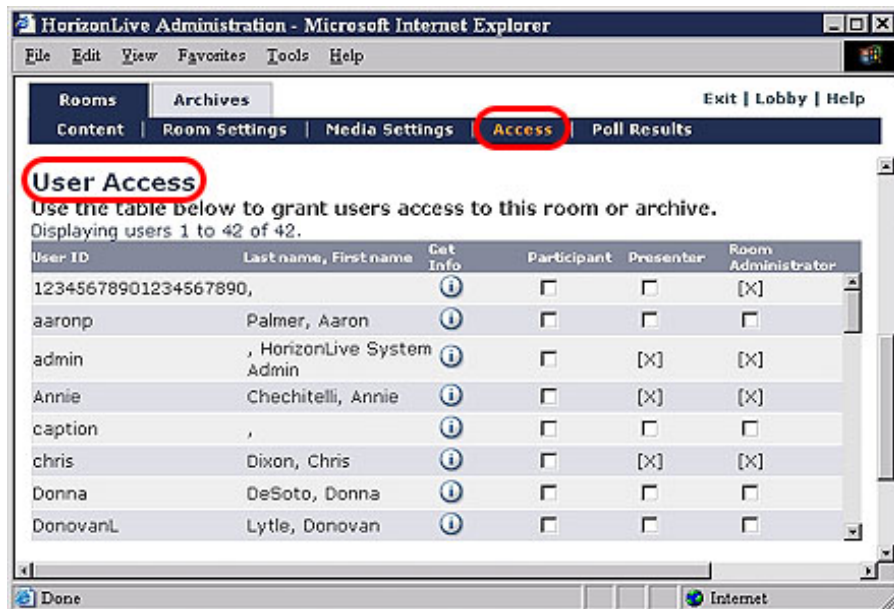 HorizonLive Administration - Microsoft Internet Explorer
File Edit View Favorites Tools Help
Rooms Archives Exit | Lobby | Help
Content | Room Settings | Media Settings | Access | Poll Results
User Access
Use the table below to grant users access to this room or archive.
Displaying users 1 to 42 of 42.
User ID Last name, First name Get Info Participant Presenter Room Administrator
12345678901234567890, [X]
aaronp Palmer, Aaron
admin , HorizonLive System Admin [X] [X]
Annie Chechitelli, Annie [X] [X]
caption ,
chris Dixon, Chris [X] [X]
Donna DeSoto, Donna
DonovanL Lytle, Donovan
Done Internet